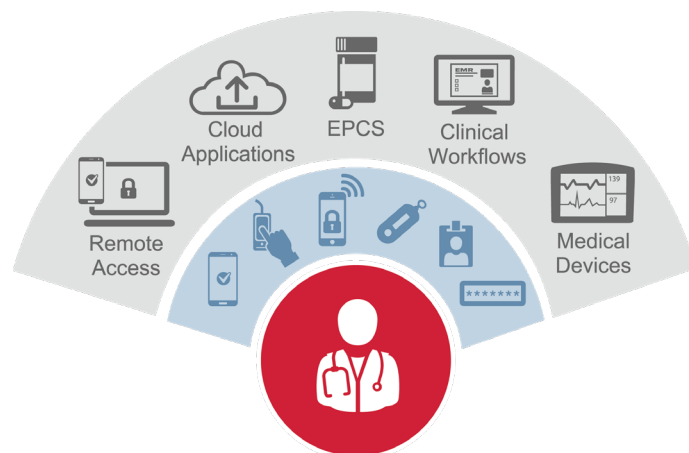 Remote
Access
Cloud
Applications
EPCS
EMR
Clinical
Workflows
139
97
Medical
Devices
*******